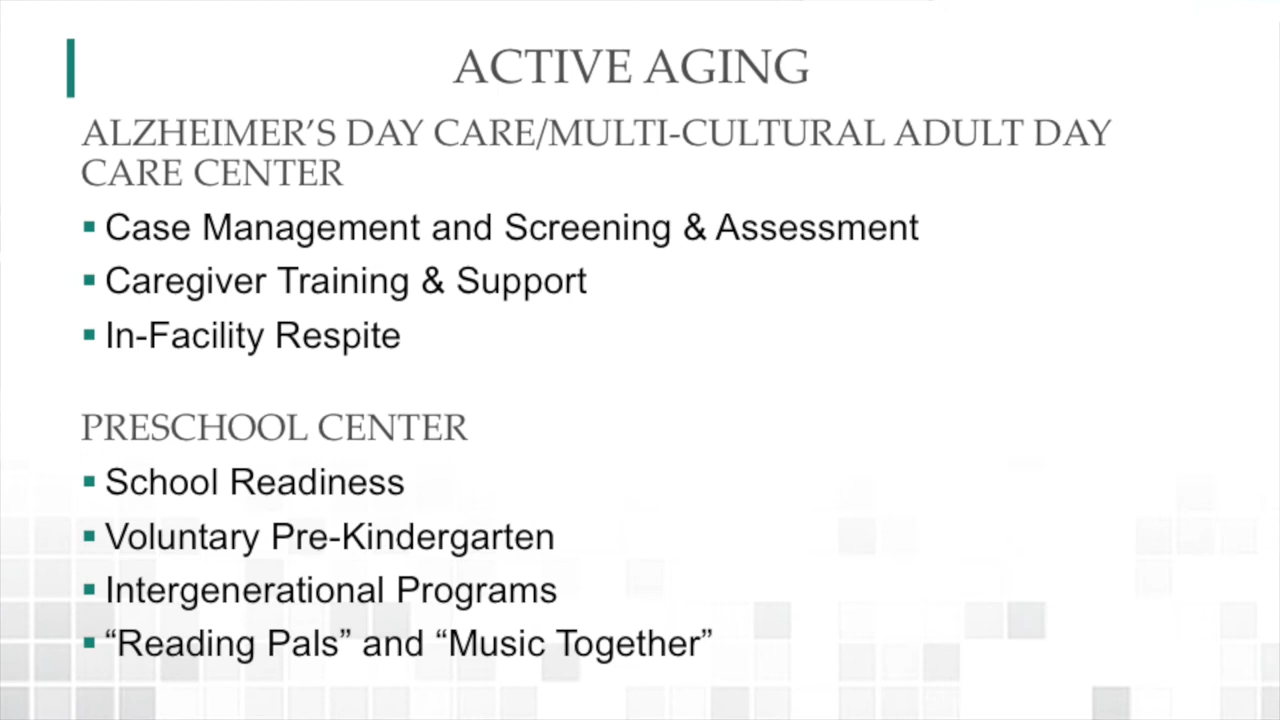 ACTIVE AGING
ALZHEIMER’S DAY CARE/MULTI-CULTURAL ADULT DAY
CARE CENTER
▪ Case Management and Screening & Assessment
▪ Caregiver Training & Support
▪ In-Facility Respite
PRESCHOOL CENTER
▪ School Readiness
▪ Voluntary Pre-Kindergarten
▪ Intergenerational Programs
▪ “Reading Pals” and “Music Together”